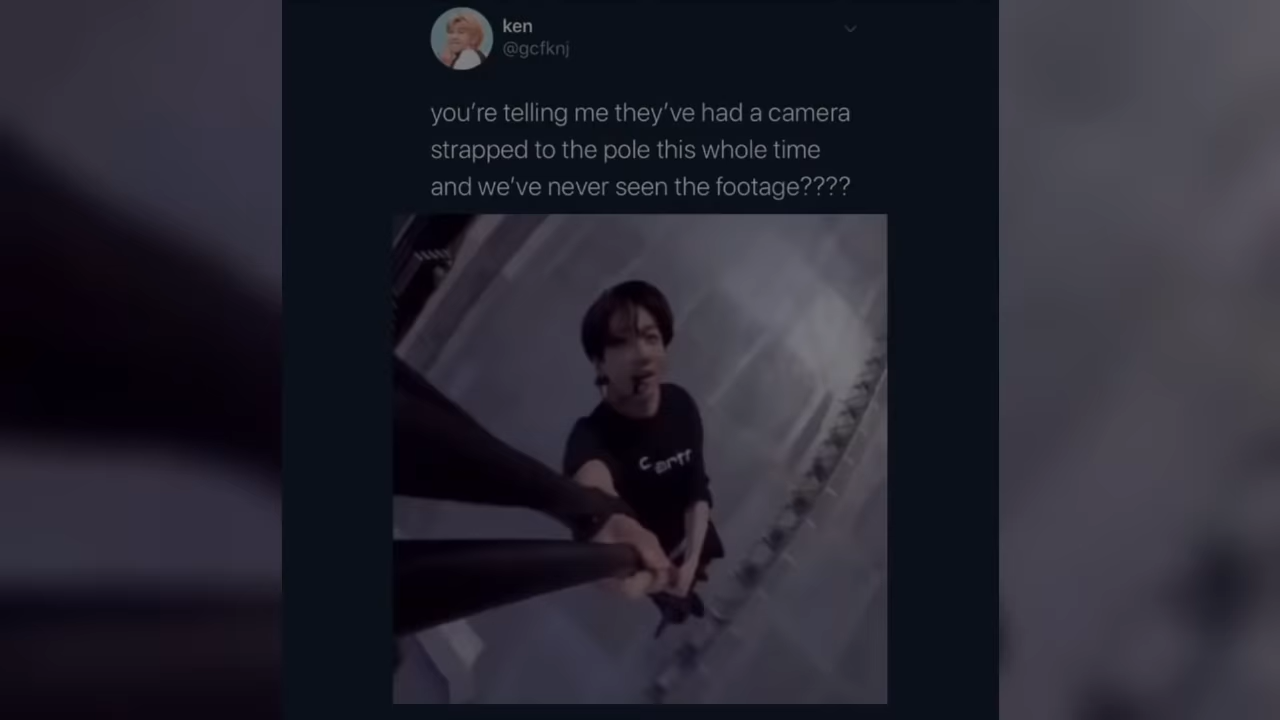 ken
@gcfknj
you're telling me they've had a camera
strapped to the pole this whole time
and we've never seen the footage????